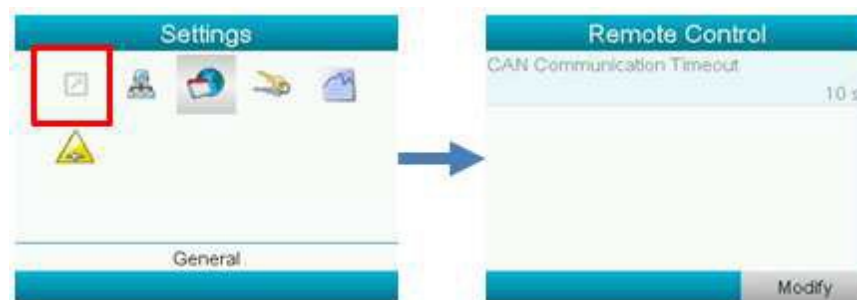 Settings
General
Remote Control
CAN Communication Timeout
10 s
Modify